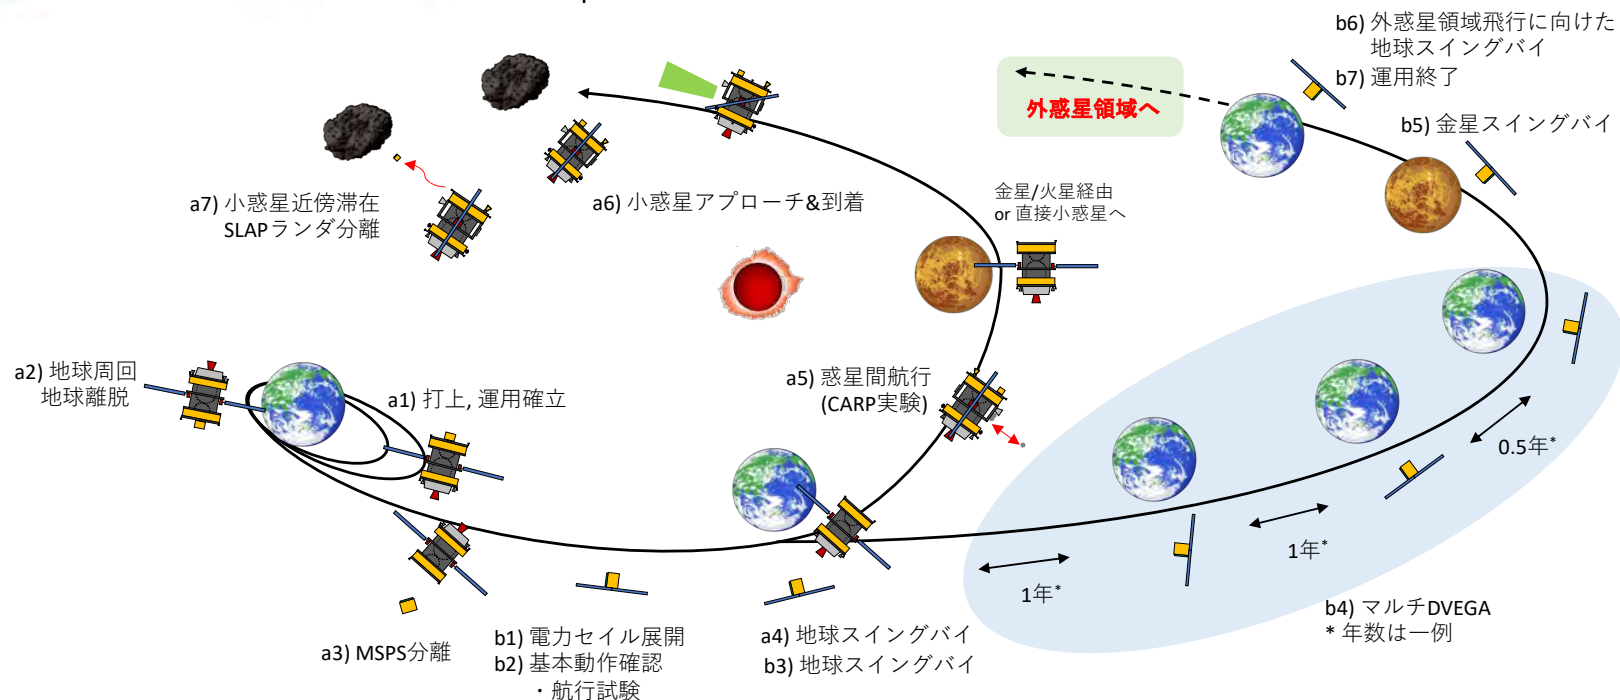 b6) 外惑星領域飛行に向けた
地球スイングバイ
b7) 運用終了
外惑星領域へ
b5) 金星スイングバイ
a7) 小惑星近傍滞在
SLAPランダ分離
a6) 小惑星アプローチ&到着
金星/火星経由
or 直接小惑星へ
a2) 地球周回
地球離脱
a1) 打上, 運用確立
a5) 惑星間航行
(CARP実験)
0.5年*
1年*
1年*
b4) マルチDVEGA
* 年数は一例
a3) MSPS分離
b1) 電力セイル展開
b2) 基本動作確認
・航行試験
a4) 地球スイングバイ
b3) 地球スイングバイ